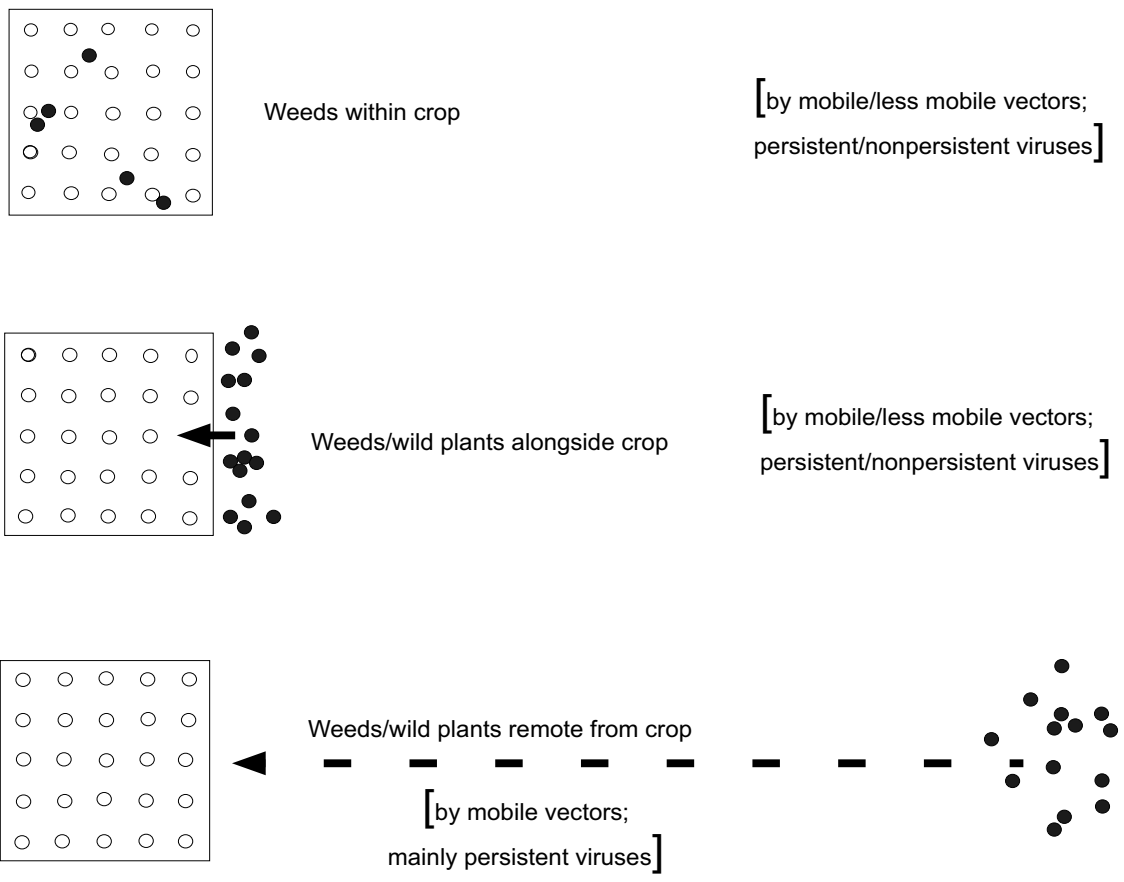 Weeds within crop
[by mobile/less mobile vectors;
persistent/nonpersistent viruses]
Weeds/wild plants alongside crop
[by mobile/less mobile vectors;
persistent/nonpersistent viruses]
Weeds/wild plants remote from crop
[by mobile vectors;
mainly persistent viruses]